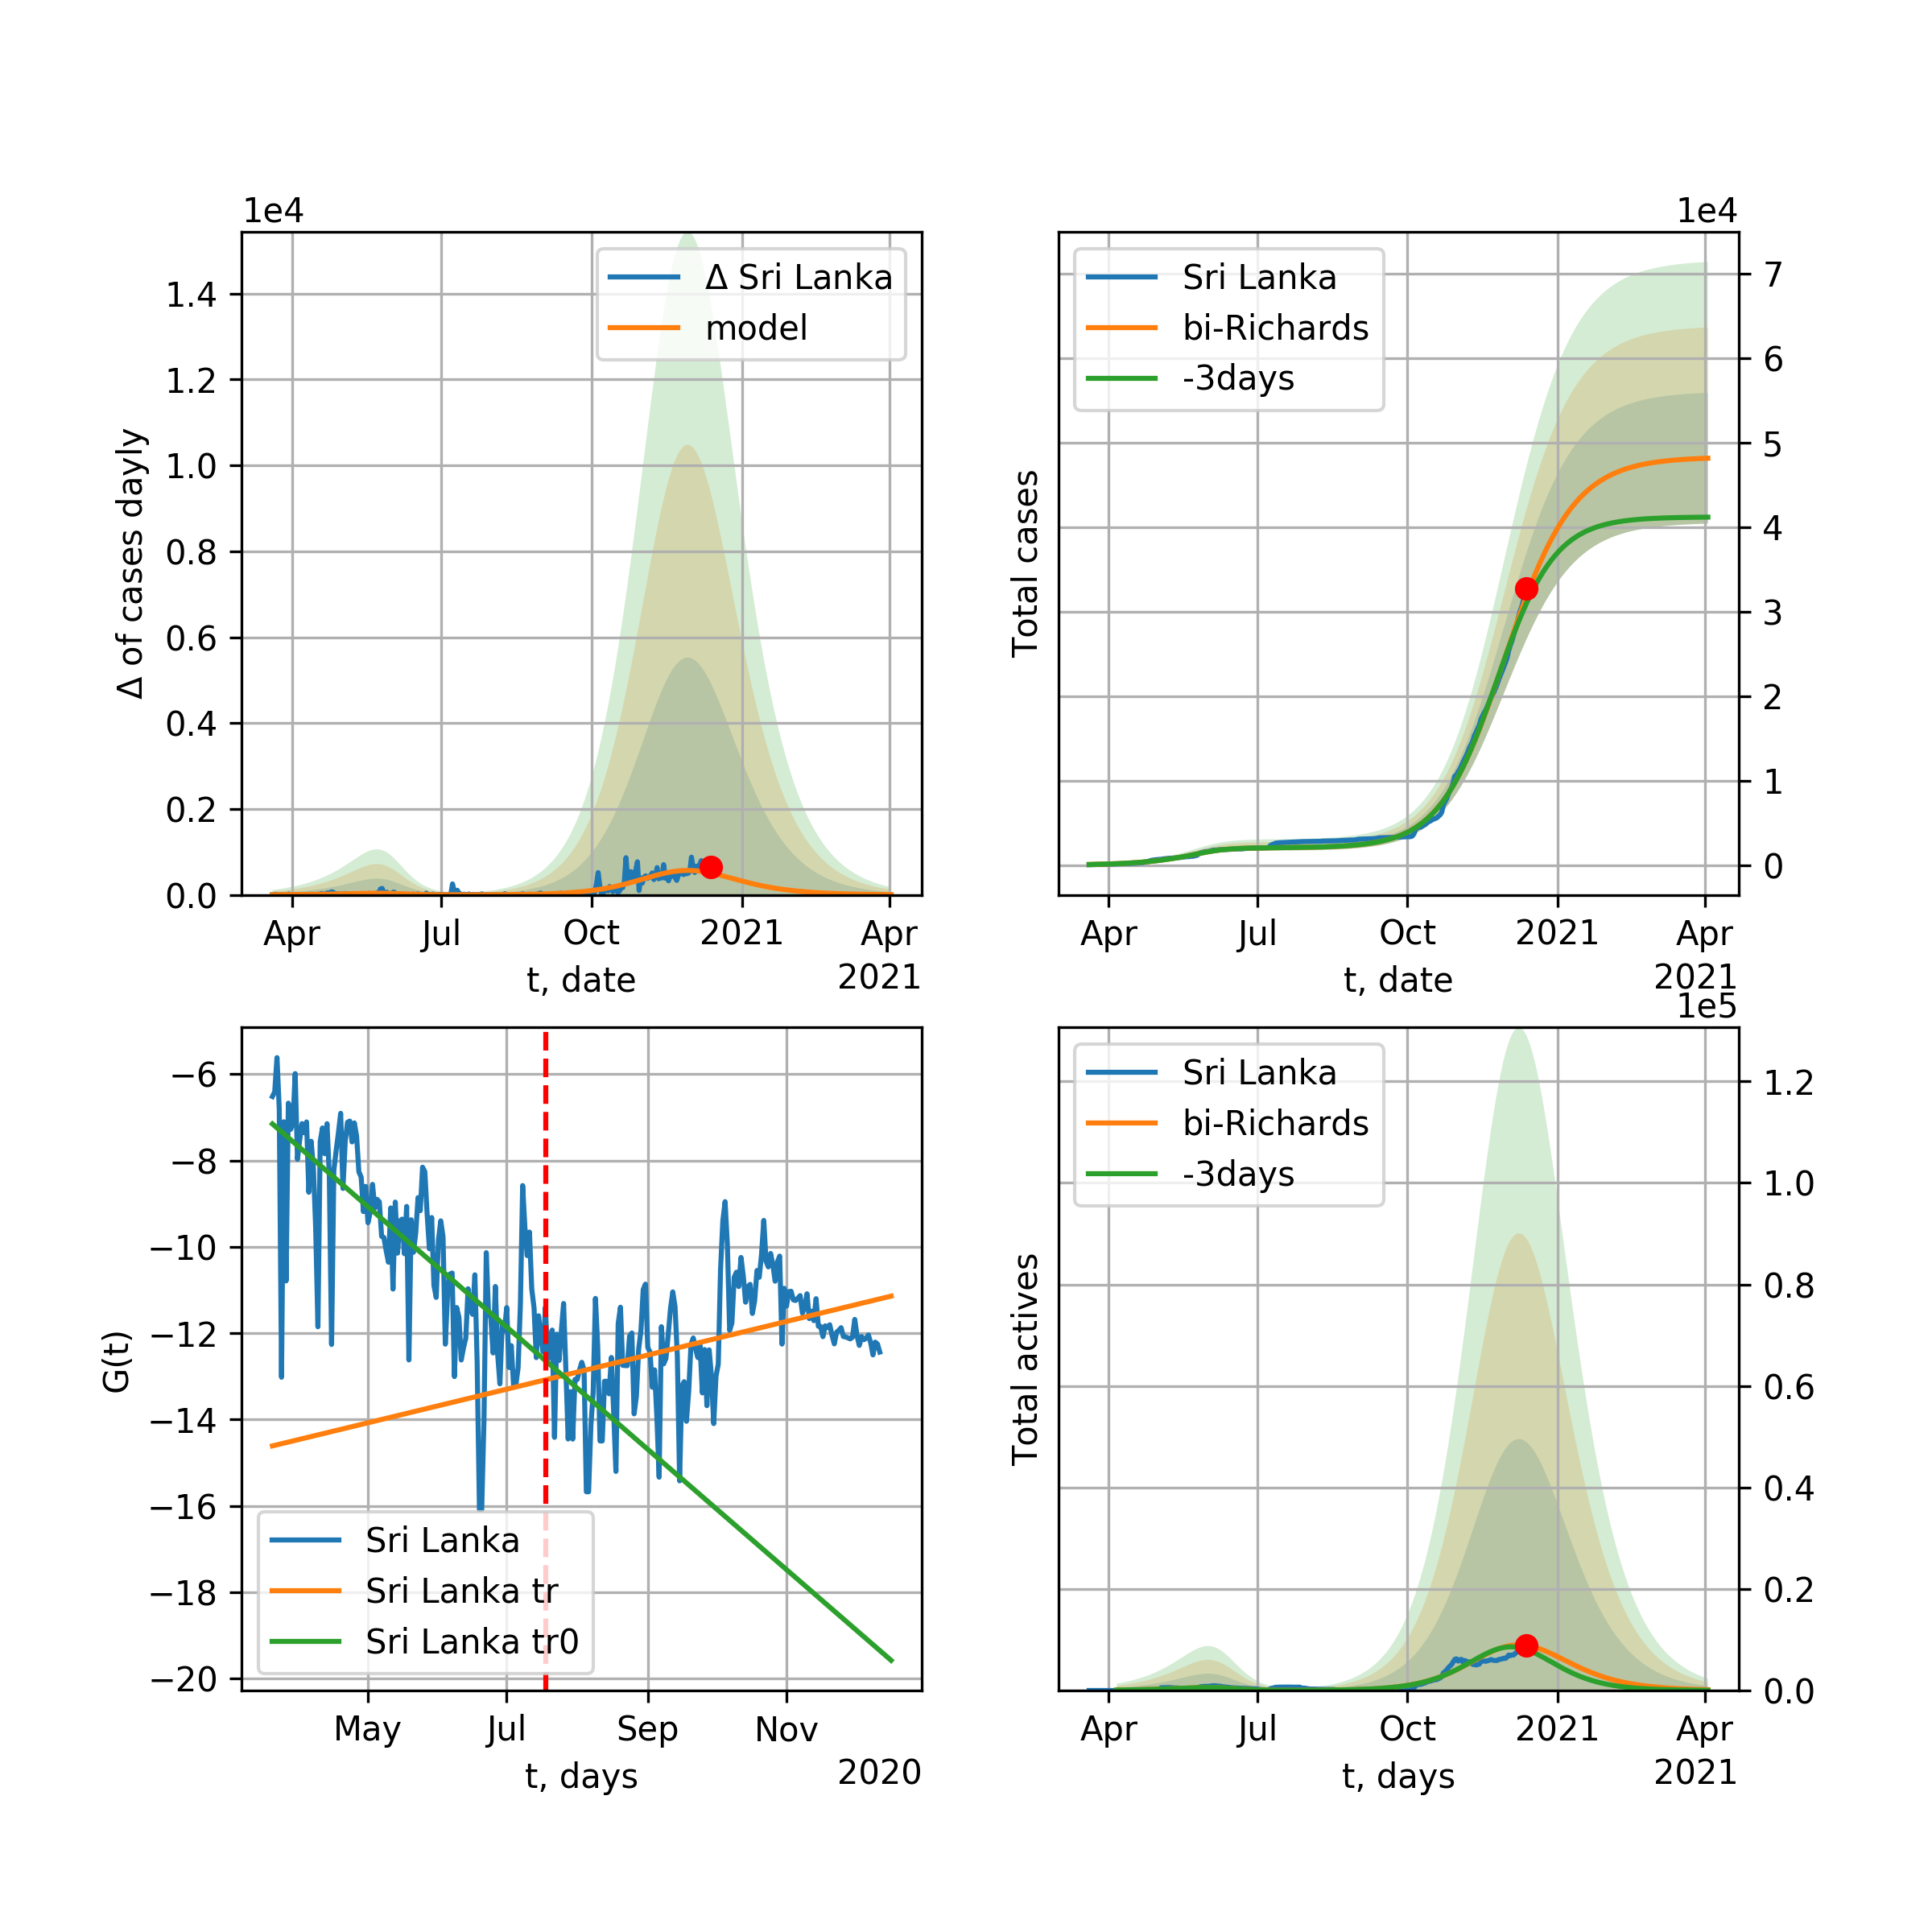 1e4
Δ of cases dayly
1.4
1.2
1.0
0.8
0.6
0.4
0.2
0.0
Δ Sri Lanka
model
Apr
Jul
Oct
2021
Apr
t, date
2021
1e4
Total cases
Sri Lanka
bi-Richards
-3days
7
6
5
4
3
2
1
0
Apr
Jul
Oct
2021
Apr
t, date
2021
G(t)
−6
−8
−10
−12
−14
−16
−18
−20
Sri Lanka
Sri Lanka tr
Sri Lanka tr0
May
Jul
Sep
Nov
t, days
2020
1e5
Total actives
Sri Lanka
bi-Richards
-3days
1.2
1.0
0.8
0.6
0.4
0.2
0.0
Apr
Jul
Oct
2021
Apr
t, days
2021